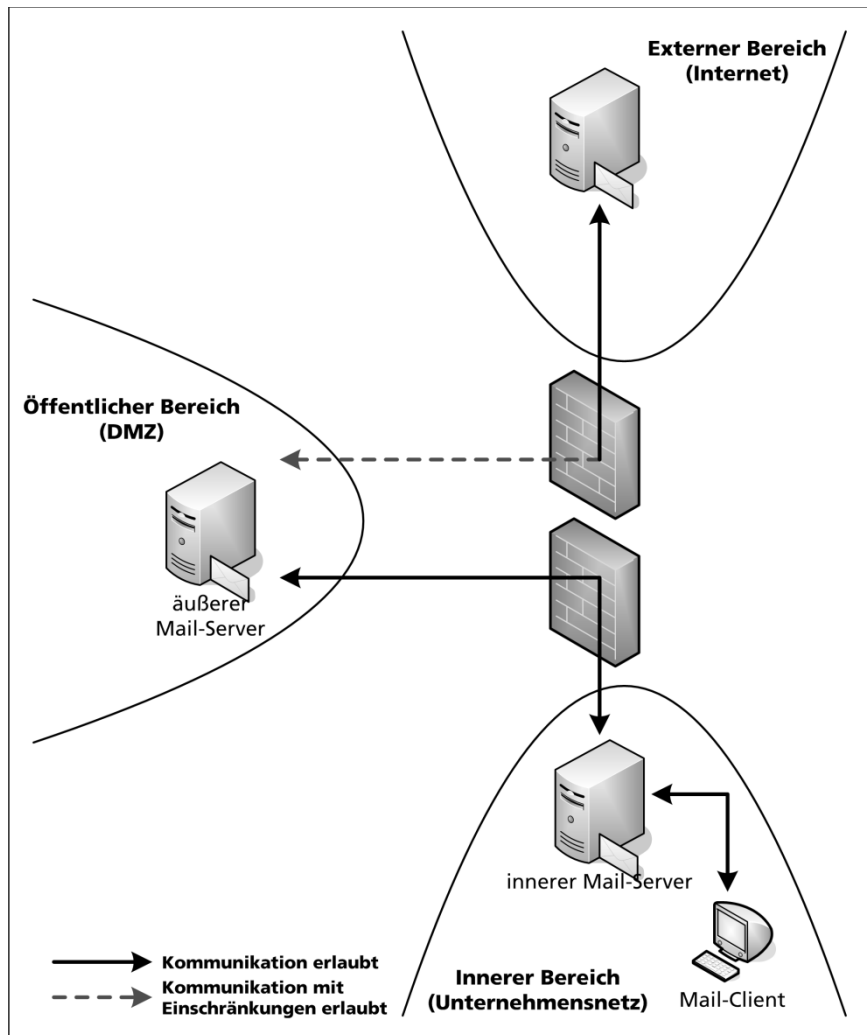 Externer Bereich
(Internet)
Öffentlicher Bereich
(DMZ)
äußerer
Mail-Server
innerer Mail-Server
Kommunikation erlaubt
Kommunikation mit
Einschränkungen erlaubt
Innerer Bereich
(Unternehmensnetz)
Mail-Client